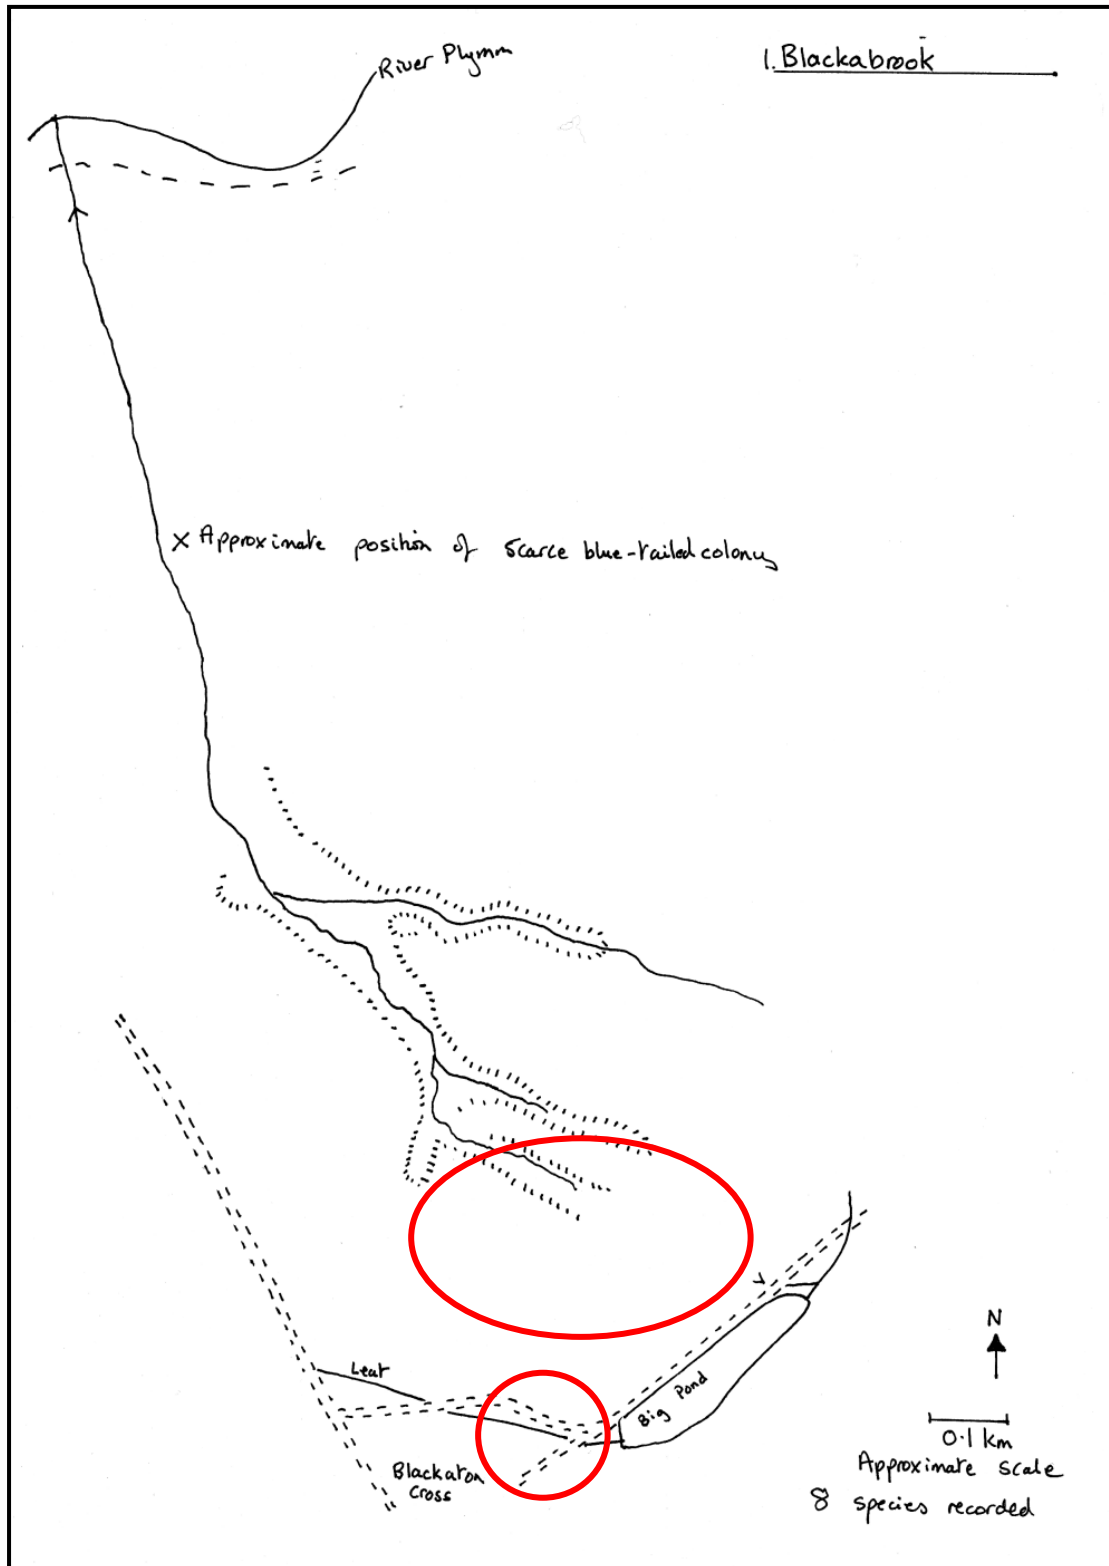 River Plymm
1. Blackabrook
X Approximate position of scarce blue-tailed colony
Leat
Big Pond
Blackaton
Cross
N
0.1 km
Approximate scale
8 species recorded